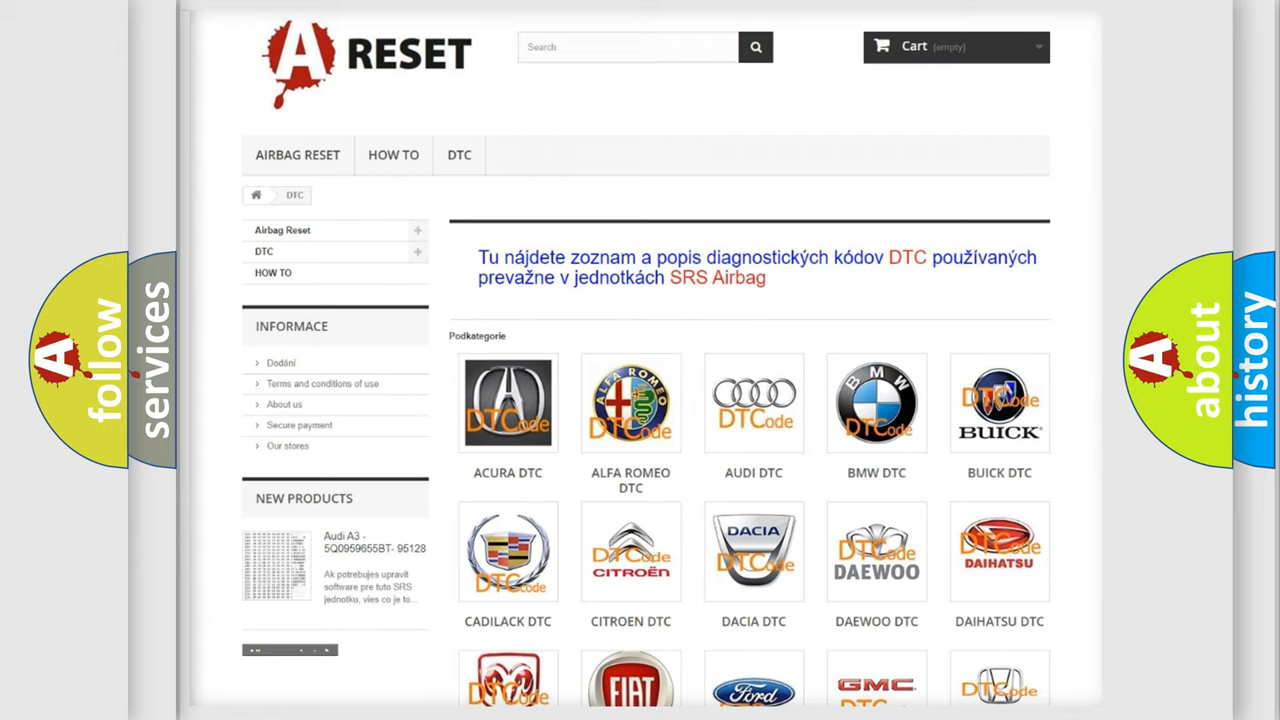 A RESET
Search
Cart (empty)
AIRBAG RESET
HOW TO
DTC
DTC
Airbag Reset
DTC
HOW TO
Tu nájdete zoznam a popis diagnostických kódov DTC používaných
prevažne v jednotkách SRS Airbag
INFORMACE
Dodání
Terms and conditions of use
About us
Secure payment
Our stores
Podkategorie
DTCode
ALFA ROMEO
DTCode
DTCode
BMW
DTCode
DTCode
BUICK
ACURA DTC
ALFA ROMEO
DTC
AUDI DTC
BMW DTC
BUICK DTC
NEW PRODUCTS
Audi A3 -
5Q0959655BT- 95128
Ak potrebujes upravit
software pre tuto SRS
jednotku, vies co je to...
DTCode
DTCode
CITROËN
DACIA
DTCode
DTCode
DAEWOO
DTCode
DAIHATSU
CADILACK DTC
CITROEN DTC
DACIA DTC
DAEWOO DTC
DAIHATSU DTC
DTCode
FIAT
Ford
GMC
DTCode
A follow
services
A about
history